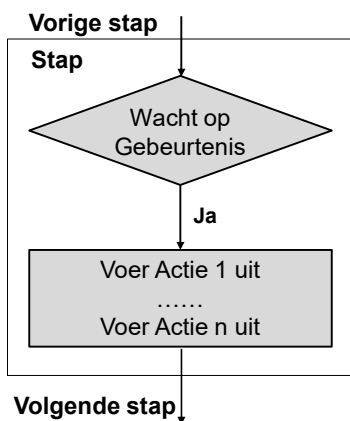 Vorige stap
Stap
Wacht op
Gebeurtenis
Ja
Voer Actie 1 uit
......
Voer Actie n uit
Volgende stap